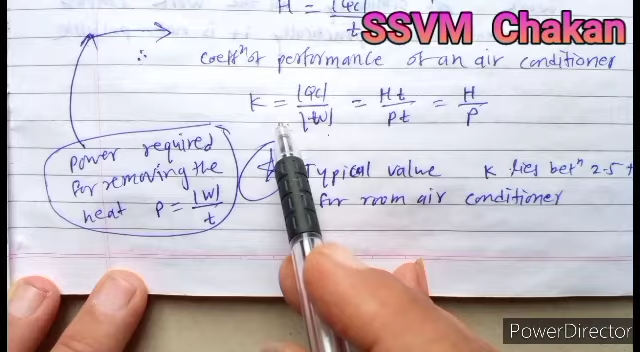 H = |Qc| / t
SSVM Chakan
∴ coeffⁿ of performance of an air conditioner
K = |Qc| / |W| = Ht / Pt = H / P
power required
for removing the
heat P = |W| / t
Typical value K lies betⁿ 2.5
for room air conditioner
PowerDirector